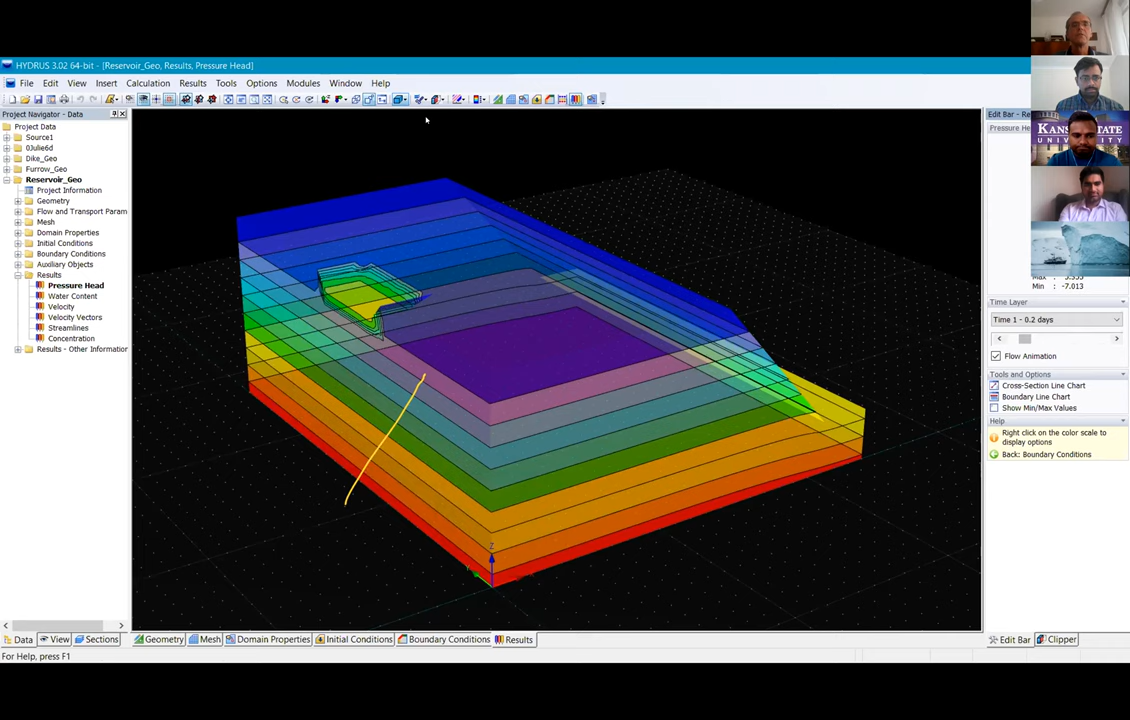 HYDRUS 3.02 64-bit - [Reservoir_Geo, Results, Pressure Head]
File Edit View Insert Calculation Results Tools Options Modules Window Help
Project Navigator - Data
Project Data
Source1
0Julie6d
Dike_Geo
Furrow_Geo
Reservoir_Geo
Project Information
Geometry
Flow and Transport Param
Mesh
Domain Properties
Initial Conditions
Boundary Conditions
Auxiliary Objects
Results
Pressure Head
Water Content
Velocity
Velocity Vectors
Streamlines
Concentration
Results - Other Information
Data View Sections
Z
Y
Geometry Mesh Domain Properties Initial Conditions Boundary Conditions Results
For Help, press F1
KANS STATE
UNIVERSITY
Edit Bar - Re
Pressure He
Min : -7.013
Time Layer
Time 1 - 0.2 days
Flow Animation
Tools and Options
Cross-Section Line Chart
Boundary Line Chart
Show Min/Max Values
Help
Right click on the color scale to
display options
Back: Boundary Conditions
Edit Bar Clipper